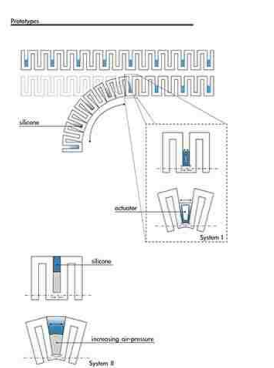 Prototypes
silicone
actuator
System I
silicone
increasing air-pressure
System II